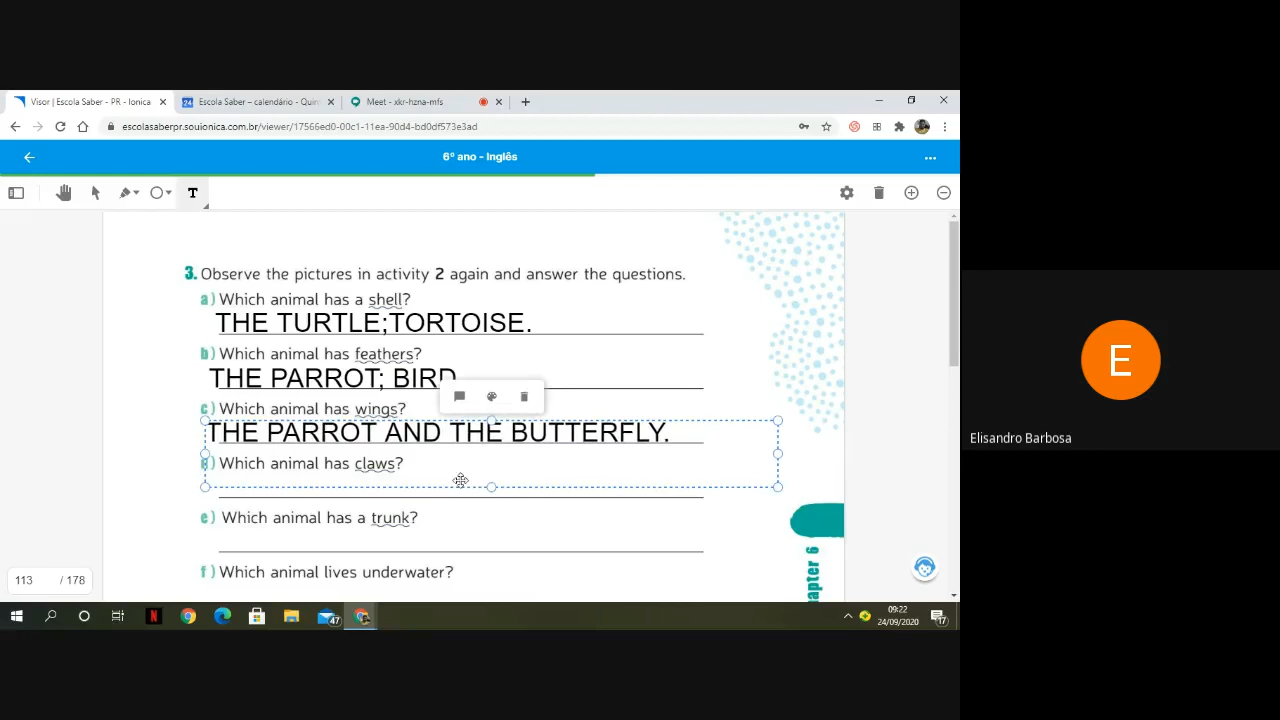 Visor | Escola Saber - PR - Ionica
Escola Saber – calendário - Quin
Meet - xkr-hzna-mfs
escolasaberpr.souionica.com.br/viewer/17566ed0-00c1-11ea-90d4-bd0df573e3ad
6º ano - Inglês
T
3. Observe the pictures in activity 2 again and answer the questions.
a) Which animal has a shell?
THE TURTLE;TORTOISE.
b) Which animal has feathers?
THE PARROT; BIRD
c) Which animal has wings?
THE PARROT AND THE BUTTERFLY.
d) Which animal has claws?
e) Which animal has a trunk?
f) Which animal lives underwater?
apter 6
113 / 178
E
Elisandro Barbosa
47
09:22
24/09/2020
17